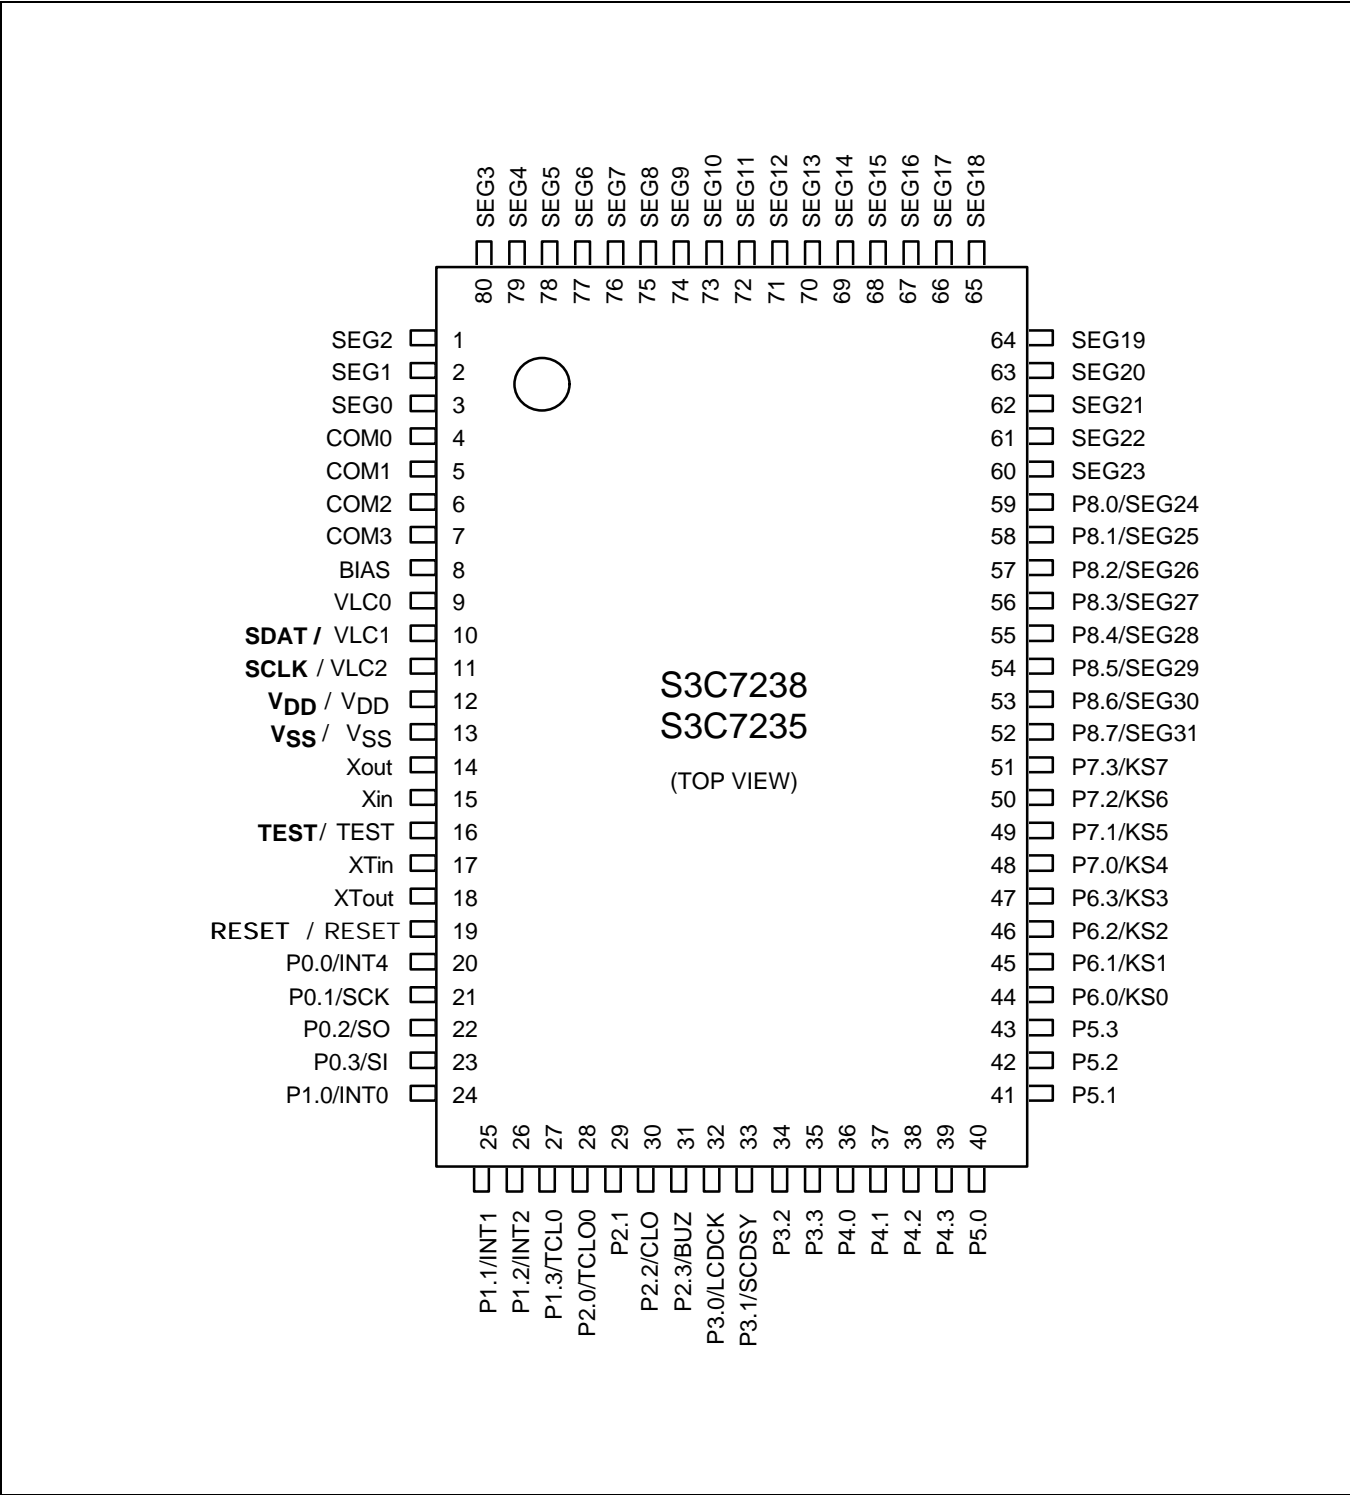 SEG3
SEG4
SEG5
SEG6
SEG7
SEG8
SEG9
SEG10
SEG11
SEG12
SEG13
SEG14
SEG15
SEG16
SEG17
SEG18
80
79
78
77
76
75
74
73
72
71
70
69
68
67
66
65
SEG2 1
SEG1 2
SEG0 3
COM0 4
COM1 5
COM2 6
COM3 7
BIAS 8
VLC0 9
SDAT / VLC1 10
SCLK / VLC2 11
VDD / VDD 12
VSS / VSS 13
Xout 14
Xin 15
TEST/ TEST 16
XTin 17
XTout 18
RESET / RESET 19
P0.0/INT4 20
P0.1/SCK 21
P0.2/SO 22
P0.3/SI 23
P1.0/INT0 24
S3C7238
S3C7235
(TOP VIEW)
64 SEG19
63 SEG20
62 SEG21
61 SEG22
60 SEG23
59 P8.0/SEG24
58 P8.1/SEG25
57 P8.2/SEG26
56 P8.3/SEG27
55 P8.4/SEG28
54 P8.5/SEG29
53 P8.6/SEG30
52 P8.7/SEG31
51 P7.3/KS7
50 P7.2/KS6
49 P7.1/KS5
48 P7.0/KS4
47 P6.3/KS3
46 P6.2/KS2
45 P6.1/KS1
44 P6.0/KS0
43 P5.3
42 P5.2
41 P5.1
25
26
27
28
29
30
31
32
33
34
35
36
37
38
39
40
P1.1/INT1
P1.2/INT2
P1.3/TCL0
P2.0/TCLO0
P2.1
P2.2/CLO
P2.3/BUZ
P3.0/LCDCK
P3.1/SCDSY
P3.2
P3.3
P4.0
P4.1
P4.2
P4.3
P5.0